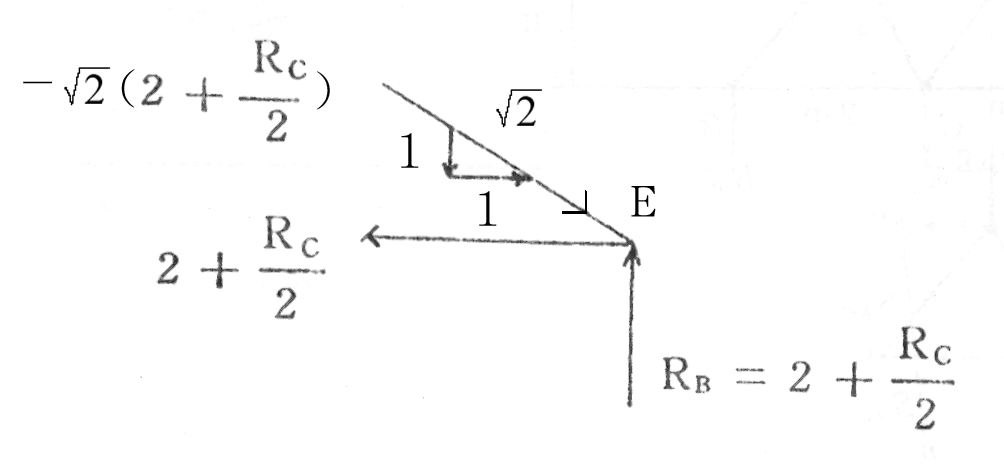 −√2(2 + R_C/2)
√2
1
1
E
2 + R_C/2
R_B = 2 + R_C/2